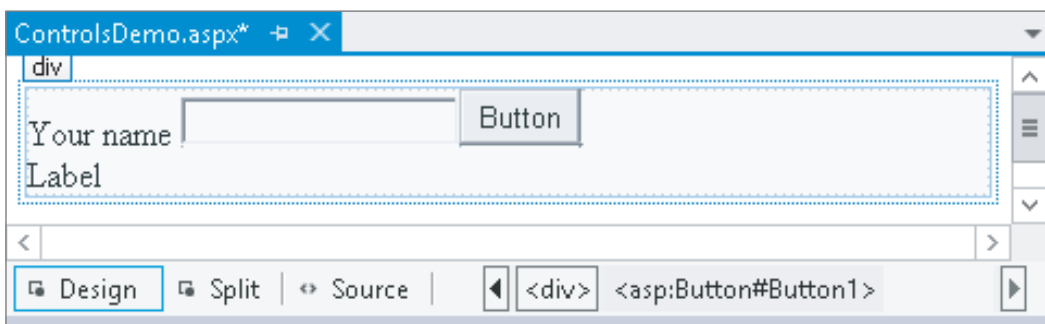 ControlsDemo.aspx*
div
Your name Button
Label
Design Split Source <div> <asp:Button#Button1>